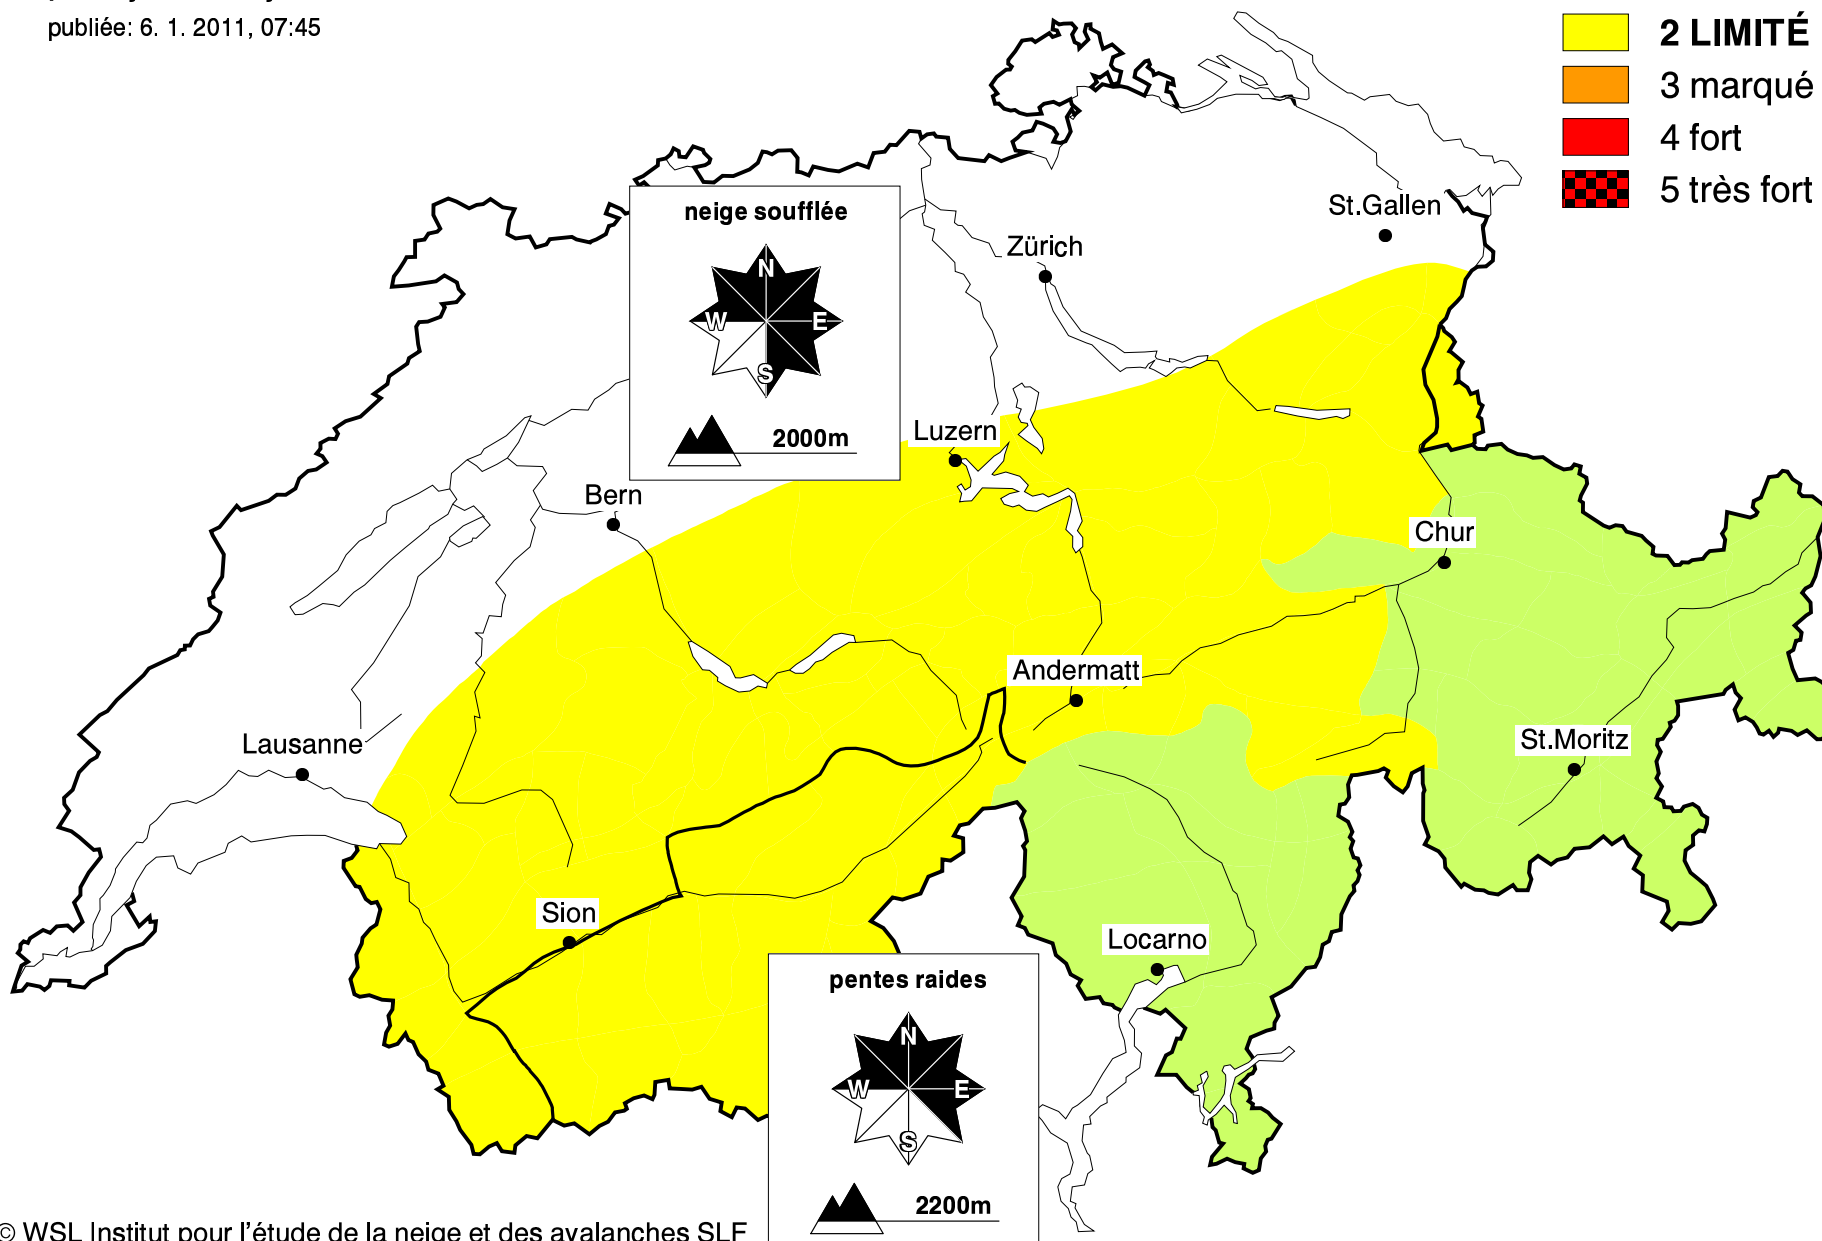 publiée: 6. 1. 2011, 07:45
2 LIMITÉ
3 marqué
4 fort
5 très fort
St.Gallen
neige soufflée
Zürich
N
W E
S
2000m
Luzern
Bern
Chur
Andermatt
Lausanne
St.Moritz
Sion
Locarno
pentes raides
N
W E
S
2200m
© WSL Institut pour l'étude de la neige et des avalanches SLF